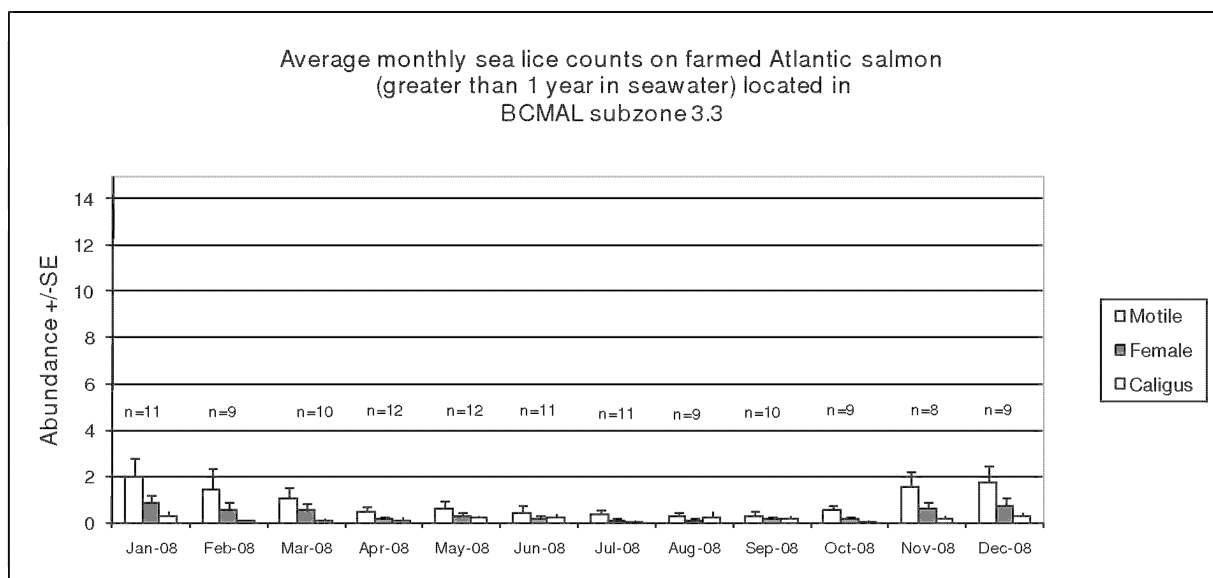 Average monthly sea lice counts on farmed Atlantic salmon
(greater than 1 year in seawater) located in
BCMAL subzone 3.3
Abundance +/-SE
14
12
10
8
6
4
2
0
n=11 n=9 n=10 n=12 n=12 n=11 n=11 n=9 n=10 n=9 n=8 n=9
Jan-08 Feb-08 Mar-08 Apr-08 May-08 Jun-08 Jul-08 Aug-08 Sep-08 Oct-08 Nov-08 Dec-08
Motile
Female
Caligus